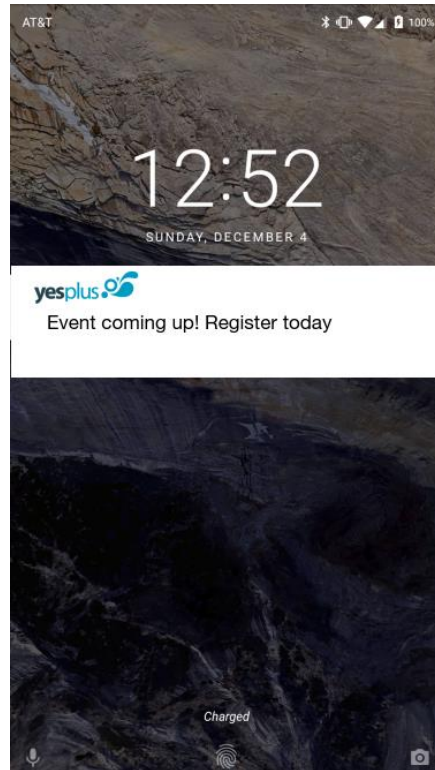 AT&T
100%
12:52
SUNDAY, DECEMBER 4
yesplus
Event coming up! Register today
Charged